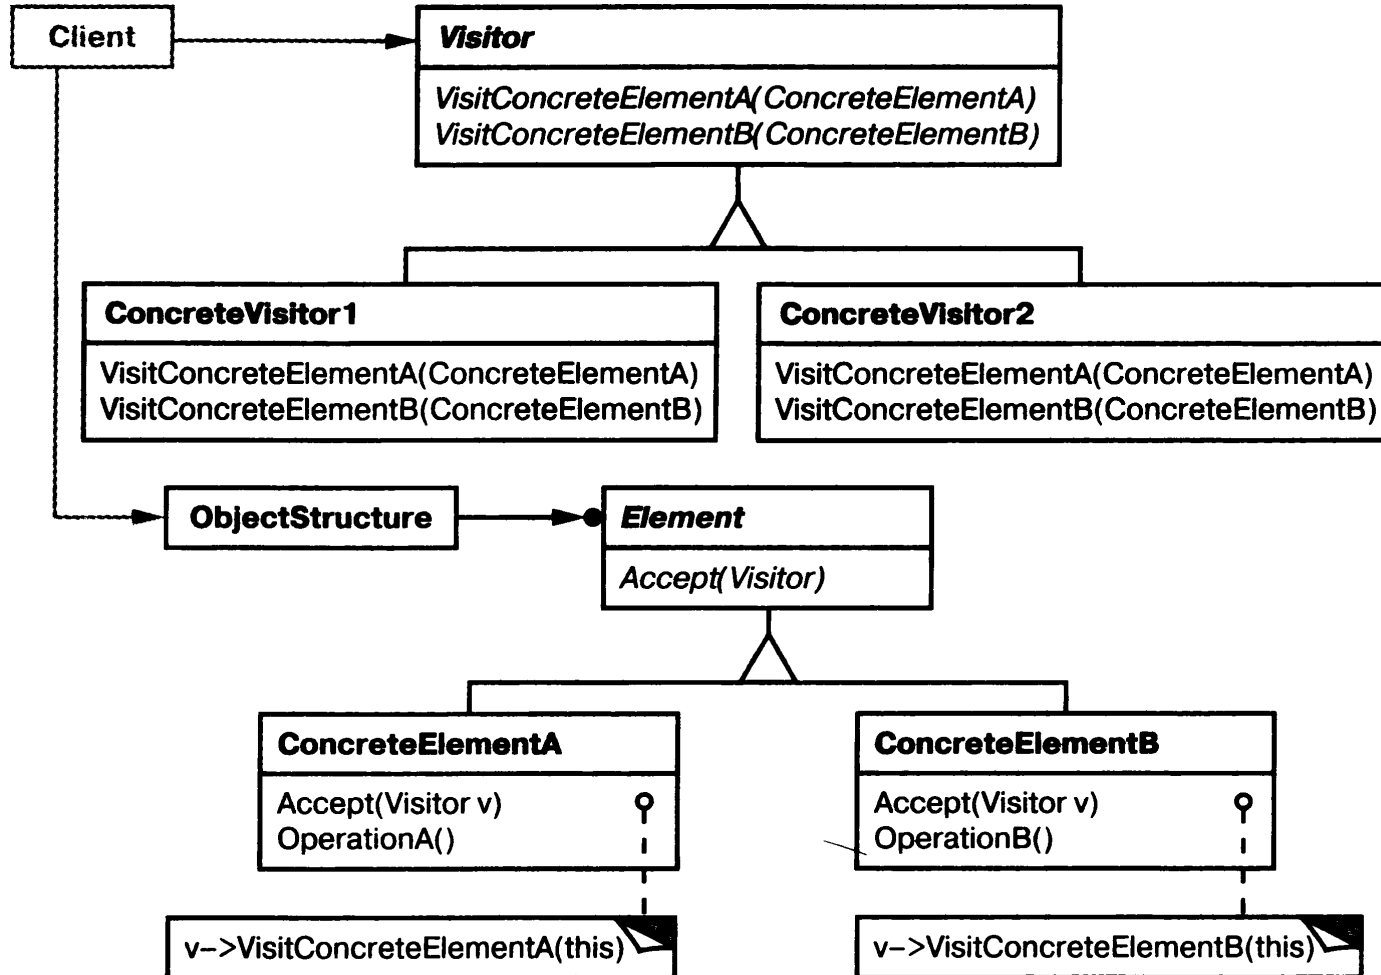 Client
Visitor
VisitConcreteElementA(ConcreteElementA)
VisitConcreteElementB(ConcreteElementB)
ConcreteVisitor1
VisitConcreteElementA(ConcreteElementA)
VisitConcreteElementB(ConcreteElementB)
ConcreteVisitor2
VisitConcreteElementA(ConcreteElementA)
VisitConcreteElementB(ConcreteElementB)
ObjectStructure
Element
Accept(Visitor)
ConcreteElementA
Accept(Visitor v)
OperationA()
ConcreteElementB
Accept(Visitor v)
OperationB()
v->VisitConcreteElementA(this)
v->VisitConcreteElementB(this)